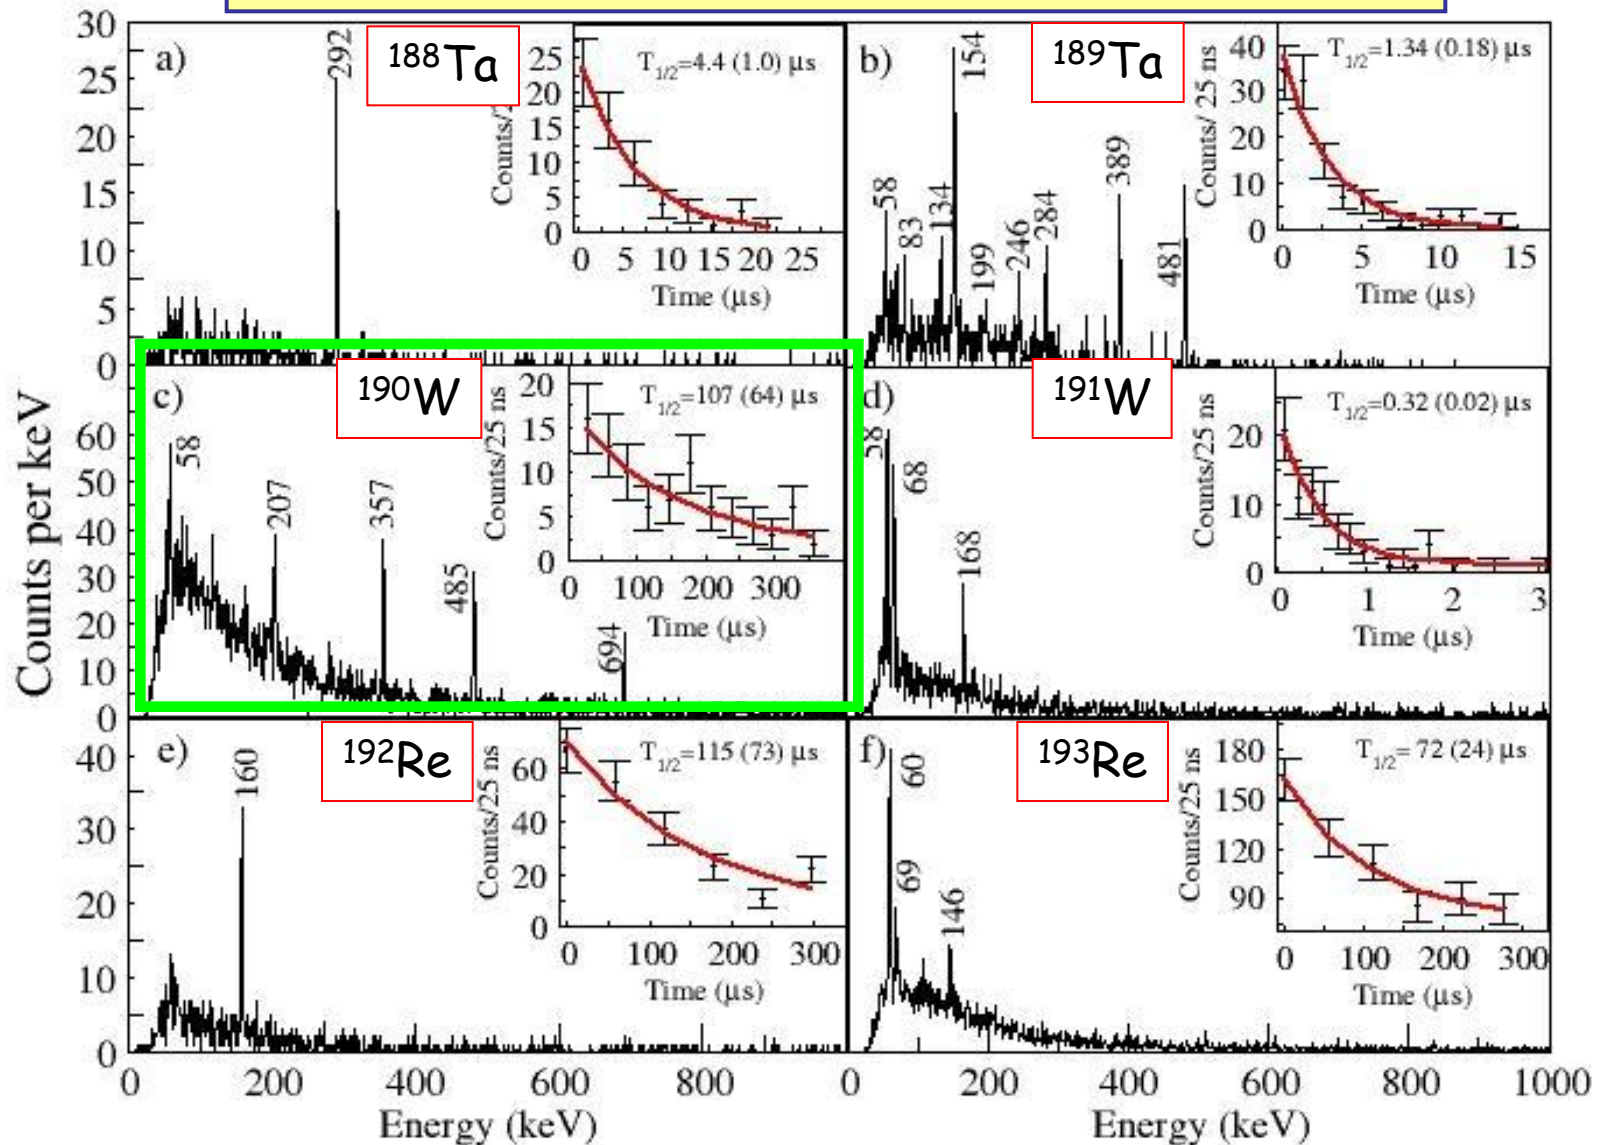 a)
292
188Ta
T1/2=4.4 (1.0) μs
25
20
15
10
5
0
0 5 10 15 20 25
Time (μs)
30
25
20
15
10
5
0
b)
58
83
134
154
199
246
284
389
481
189Ta
Counts/ 25 ns
T1/2=1.34 (0.18) μs
40
30
20
10
0
0 5 10 15
Time (μs)
Counts per keV
c)
58
207
357
485
694
190W
Counts/25 ns
T1/2=107 (64) μs
20
15
10
5
0
0 100 200 300
Time (μs)
60
50
40
30
20
10
0
d)
58
68
168
191W
Counts/25 ns
T1/2=0.32 (0.02) μs
20
10
0
0 1 2 3
Time (μs)
e)
160
192Re
Counts/25 ns
T1/2=115 (73) μs
60
40
20
0
0 100 200 300
Time (μs)
40
30
20
10
0
f)
60
69
146
193Re
Counts/25 ns
T1/2= 72 (24) μs
180
150
120
90
0 100 200 300
Time (μs)
0 200 400 600 800
Energy (keV)
0 200 400 600 800 1000
Energy (keV)